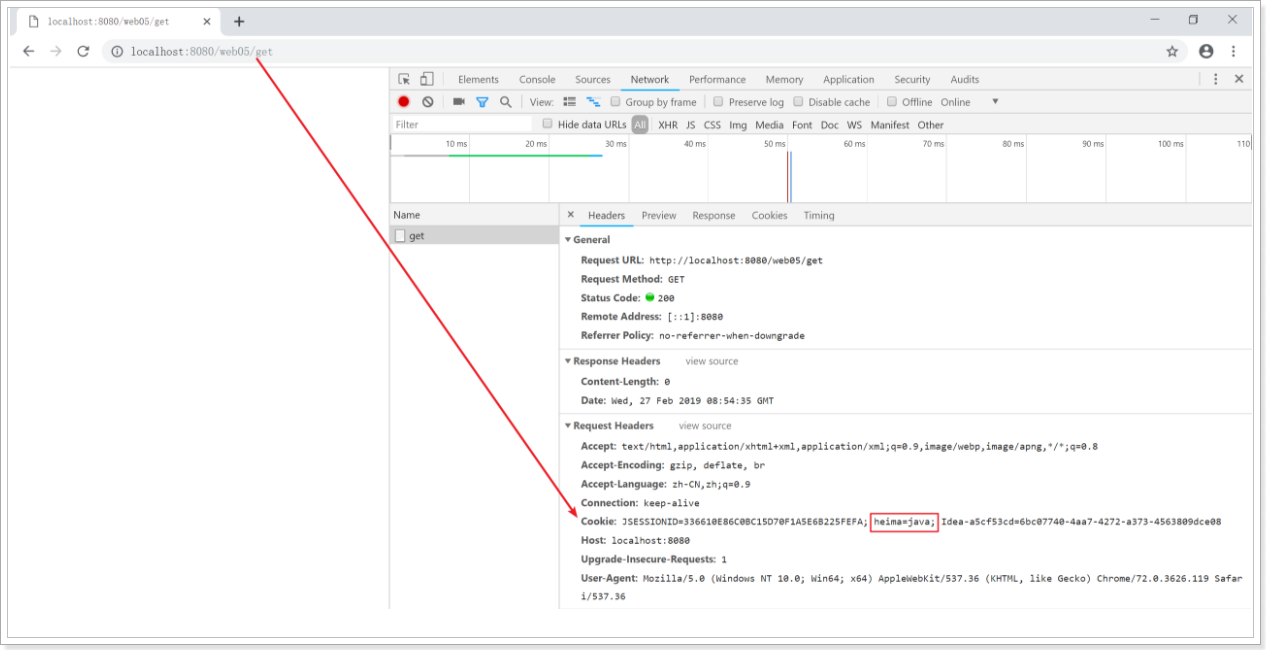 localhost:8080/web05/get
localhost:8080/web05/get
Elements Console Sources Network Performance Memory Application Security Audits
View: Group by frame Preserve log Disable cache Offline Online
Filter Hide data URLs All XHR JS CSS Img Media Font Doc WS Manifest Other
10 ms 20 ms 30 ms 40 ms 50 ms 60 ms 70 ms 80 ms 90 ms 100 ms 110
Name Headers Preview Response Cookies Timing
get
General
Request URL: http://localhost:8080/web05/get
Request Method: GET
Status Code: 200
Remote Address: [::1]:8080
Referrer Policy: no-referrer-when-downgrade
Response Headers view source
Content-Length: 0
Date: Wed, 27 Feb 2019 08:54:35 GMT
Request Headers view source
Accept: text/html,application/xhtml+xml,application/xml;q=0.9,image/webp,image/apng,*/*;q=0.8
Accept-Encoding: gzip, deflate, br
Accept-Language: zh-CN,zh;q=0.9
Connection: keep-alive
Cookie: JSESSIONID=336610E86C0BC15D70F1A5E6B225FEFA; heima=java; Idea-a5cf53cd=6bc07740-4aa7-4272-a373-4563809dce08
Host: localhost:8080
Upgrade-Insecure-Requests: 1
User-Agent: Mozilla/5.0 (Windows NT 10.0; Win64; x64) AppleWebKit/537.36 (KHTML, like Gecko) Chrome/72.0.3626.119 Safar
i/537.36